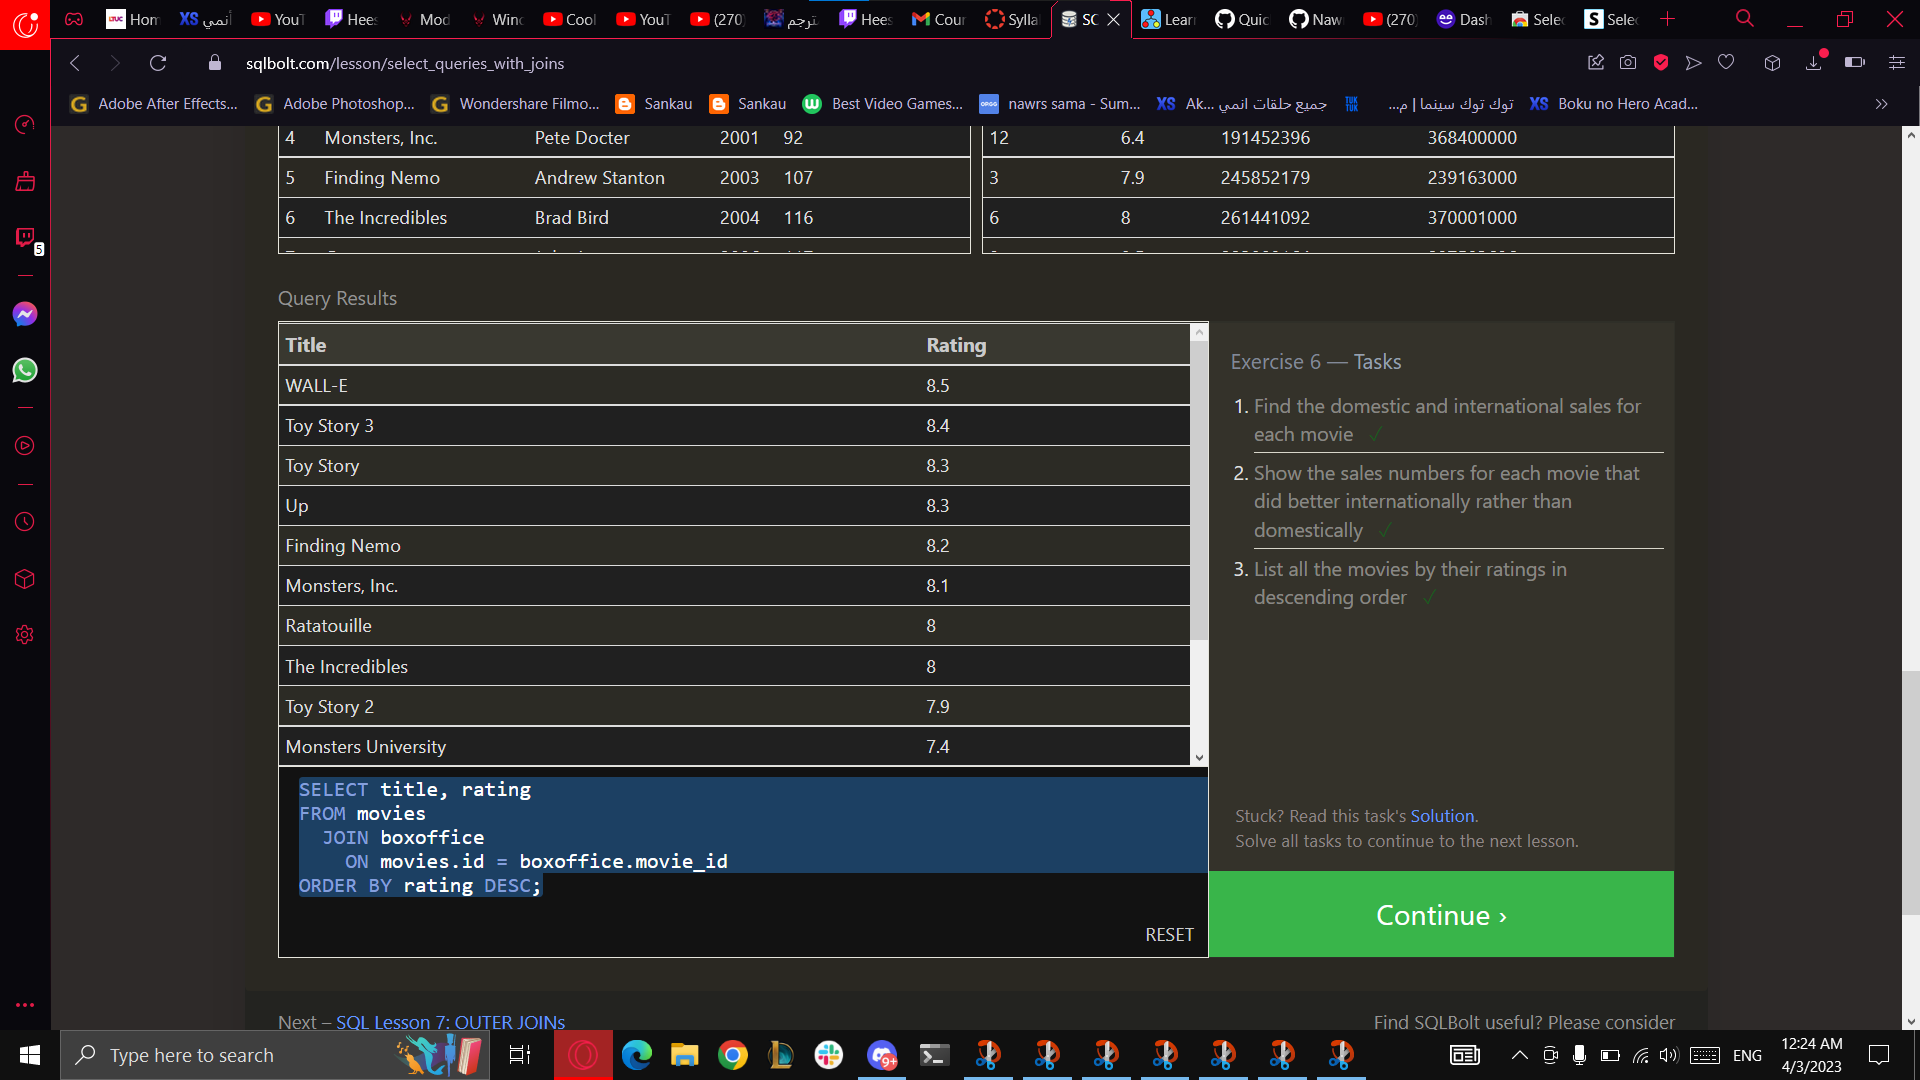 Hom
XS أنمي
YouT
Hees
Mod
Winc
Cool
YouT
(270)
مترجم
Hees
Cour
Sylla
SC
Learn
Quic
Naw
(270)
Dash
Selec
Selec
sqlbolt.com/lesson/select_queries_with_joins
Adobe After Effects...
Adobe Photoshop...
Wondershare Filmo...
Sankau
Sankau
Best Video Games...
OP.GG nawrs sama - Sum...
XS Ak... جميع حلقات انمي
TUK TUK توك توك سينما | م...
XS Boku no Hero Acad...
5
4 Monsters, Inc. Pete Docter 2001 92
5 Finding Nemo Andrew Stanton 2003 107
6 The Incredibles Brad Bird 2004 116
12 6.4 191452396 368400000
3 7.9 245852179 239163000
6 8 261441092 370001000
Query Results
Title Rating
WALL-E 8.5
Toy Story 3 8.4
Toy Story 8.3
Up 8.3
Finding Nemo 8.2
Monsters, Inc. 8.1
Ratatouille 8
The Incredibles 8
Toy Story 2 7.9
Monsters University 7.4
SELECT title, rating
FROM movies
JOIN boxoffice
ON movies.id = boxoffice.movie_id
ORDER BY rating DESC;
RESET
Exercise 6 — Tasks
1. Find the domestic and international sales for
each movie ✓
2. Show the sales numbers for each movie that
did better internationally rather than
domestically ✓
3. List all the movies by their ratings in
descending order ✓
Stuck? Read this task's Solution.
Solve all tasks to continue to the next lesson.
Continue ›
Next – SQL Lesson 7: OUTER JOINs
Find SQLBolt useful? Please consider
Type here to search
9+
ENG
12:24 AM
4/3/2023